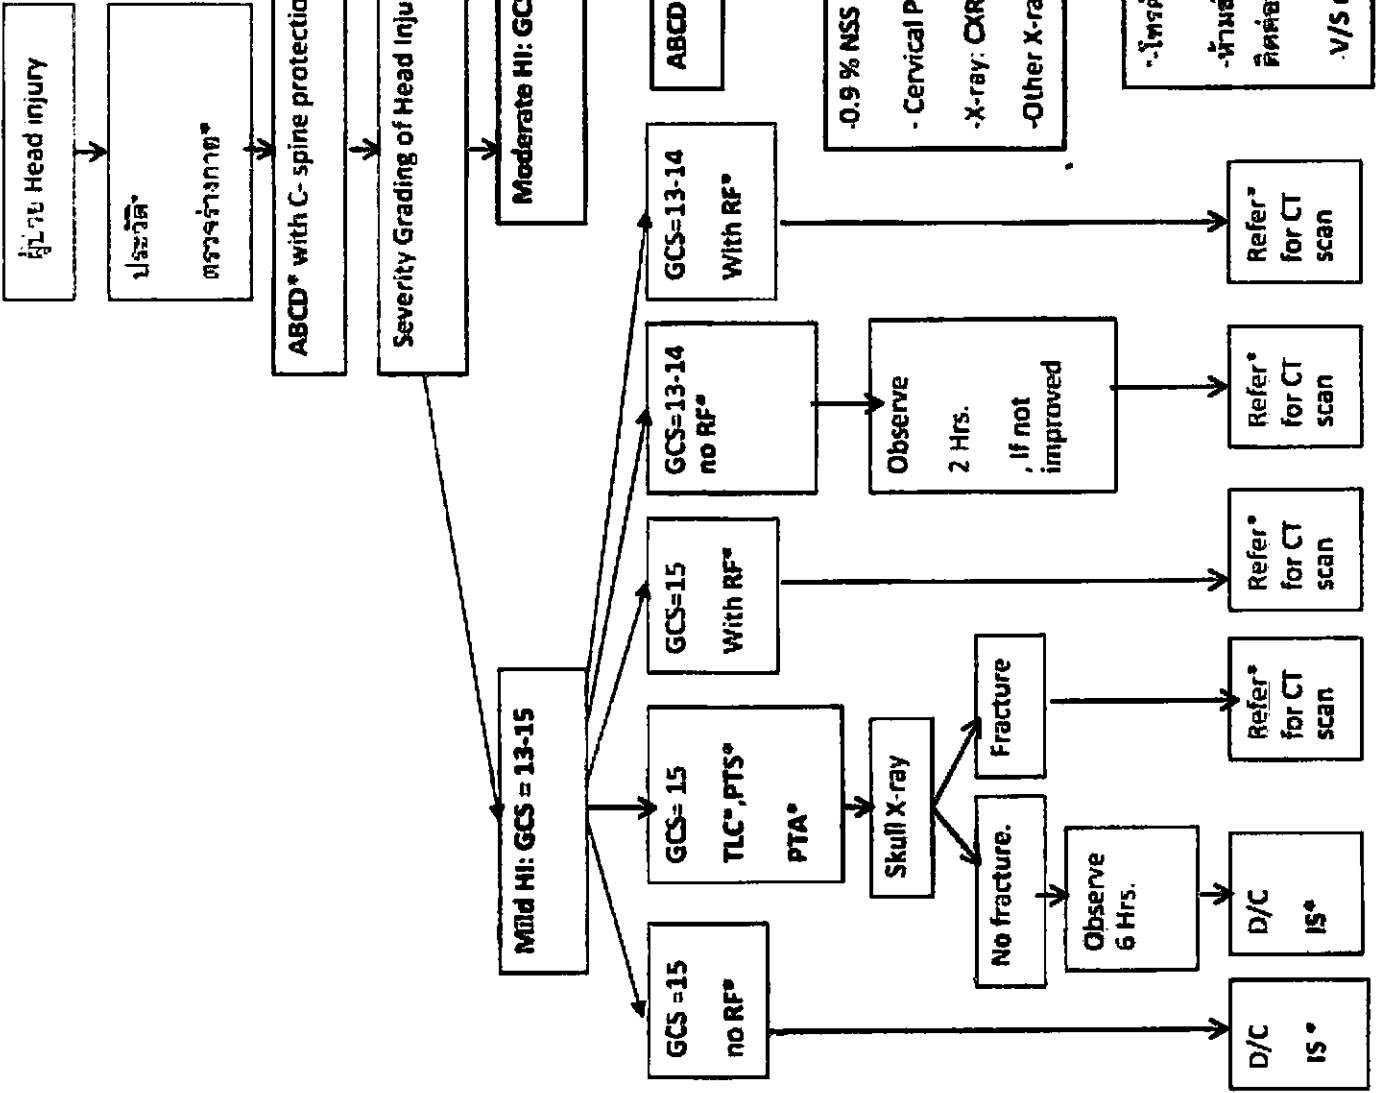 ผู้ป่วย Head injury
ประวัติ*
ตรวจร่างกาย*
ABCD* with C- spine protectio
Severity Grading of Head Inju
Mild HI: GCS = 13-15
Moderate HI: GC
GCS =15
no RF*
GCS= 15
TLC*,PTS*
PTA*
GCS=15
With RF*
GCS=13-14
no RF*
GCS=13-14
With RF*
ABCD
Skull X-ray
Observe
2 Hrs.
, If not
improved
-0.9 % NSS
- Cervical P
-X-ray: CXR
-Other X-ra
No fracture.
Fracture
Observe
6 Hrs.
D/C
IS*
D/C
IS*
Refer*
for CT
scan
Refer*
for CT
scan
Refer*
for CT
scan
Refer*
for CT
scan
-V/S